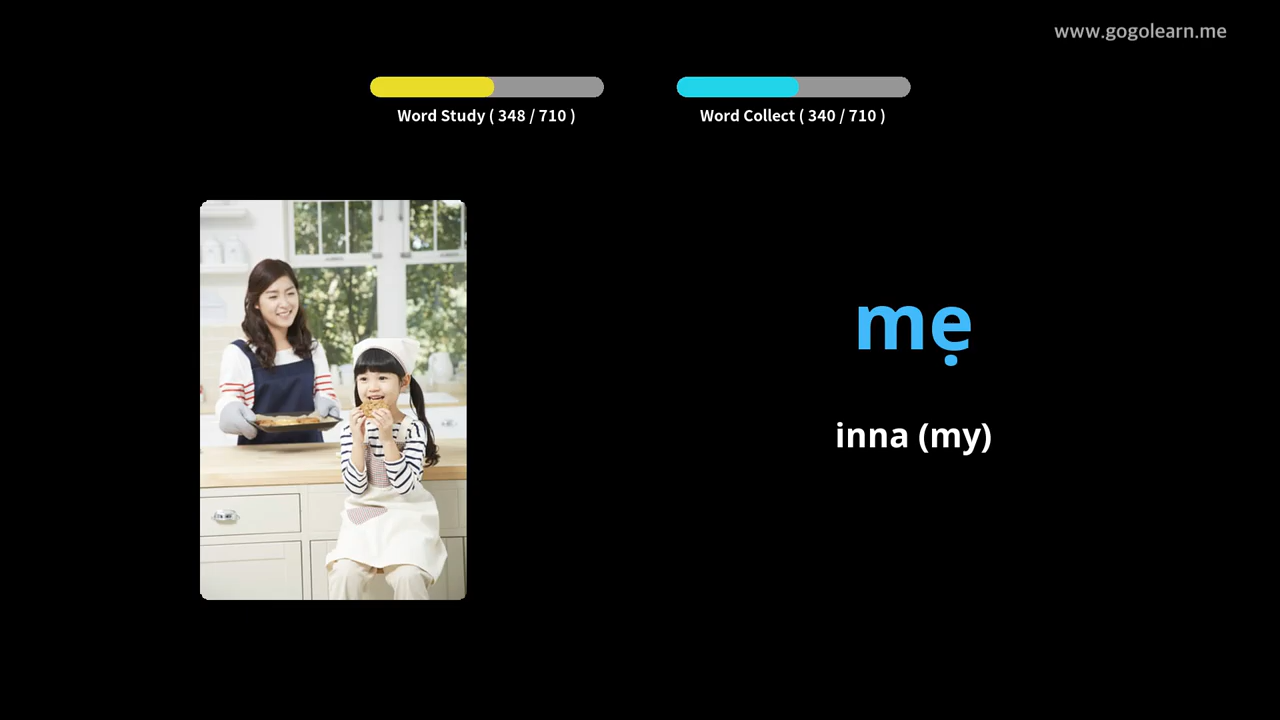 www.gogolearn.me
Word Study ( 348 / 710 )
Word Collect ( 340 / 710 )
mẹ
inna (my)